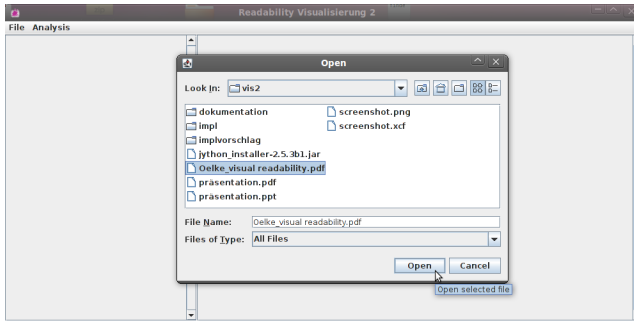 Readability Visualisierung 2
File Analysis
Open
Look In: vis2
dokumentation
impl
implvorschlag
jython_installer-2.5.3b1.jar
Oelke_visual readability.pdf
präsentation.pdf
präsentation.ppt
screenshot.png
screenshot.xcf
File Name: Oelke_visual readability.pdf
Files of Type: All Files
Open Cancel
Open selected file